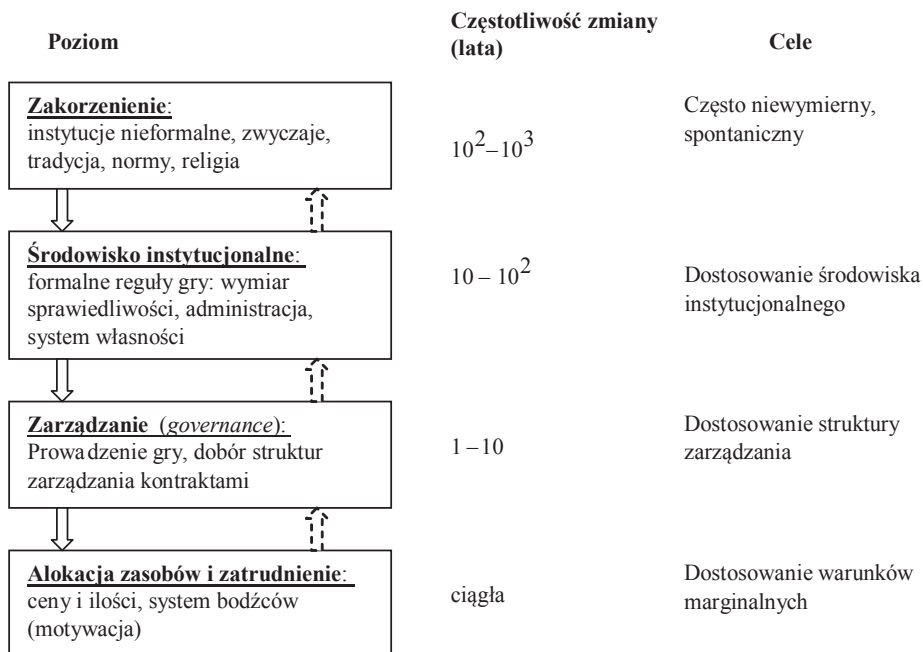 Poziom
Częstotliwość zmiany
(lata)
Cele
Zakorzenienie:
instytucje nieformalne, zwyczaje,
tradycja, normy, religia
10²–10³
Często niewymierny,
spontaniczny
Środowisko instytucjonalne:
formalne reguły gry: wymiar
sprawiedliwości, administracja,
system własności
10 – 10²
Dostosowanie środowiska
instytucjonalnego
Zarządzanie (governance):
Prowadzenie gry, dobór struktur
zarządzania kontraktami
1 – 10
Dostosowanie struktury
zarządzania
Alokacja zasobów i zatrudnienie:
ceny i ilości, system bodźców
(motywacja)
ciągła
Dostosowanie warunków
marginalnych